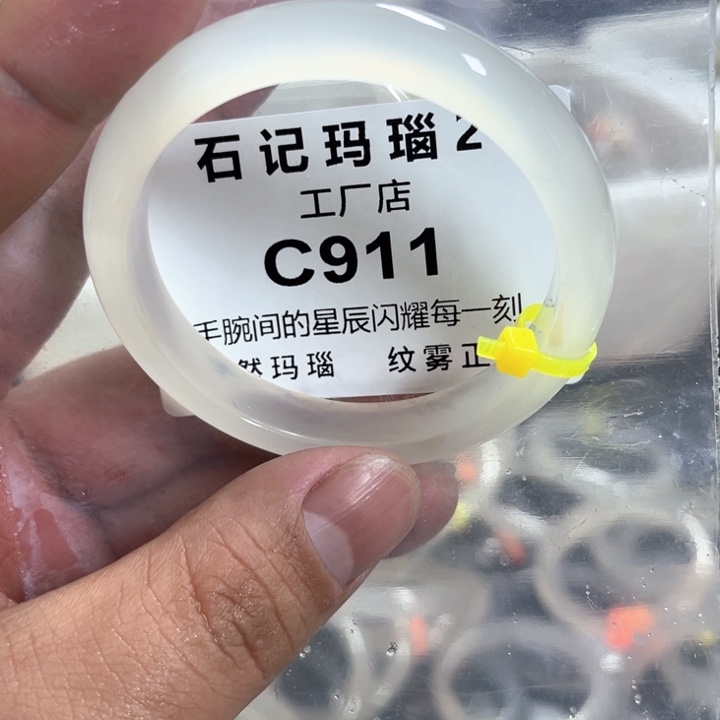 石记玛瑙2
工厂店
C911
手腕间的星辰闪耀每一刻
然玛瑙 纹雾正